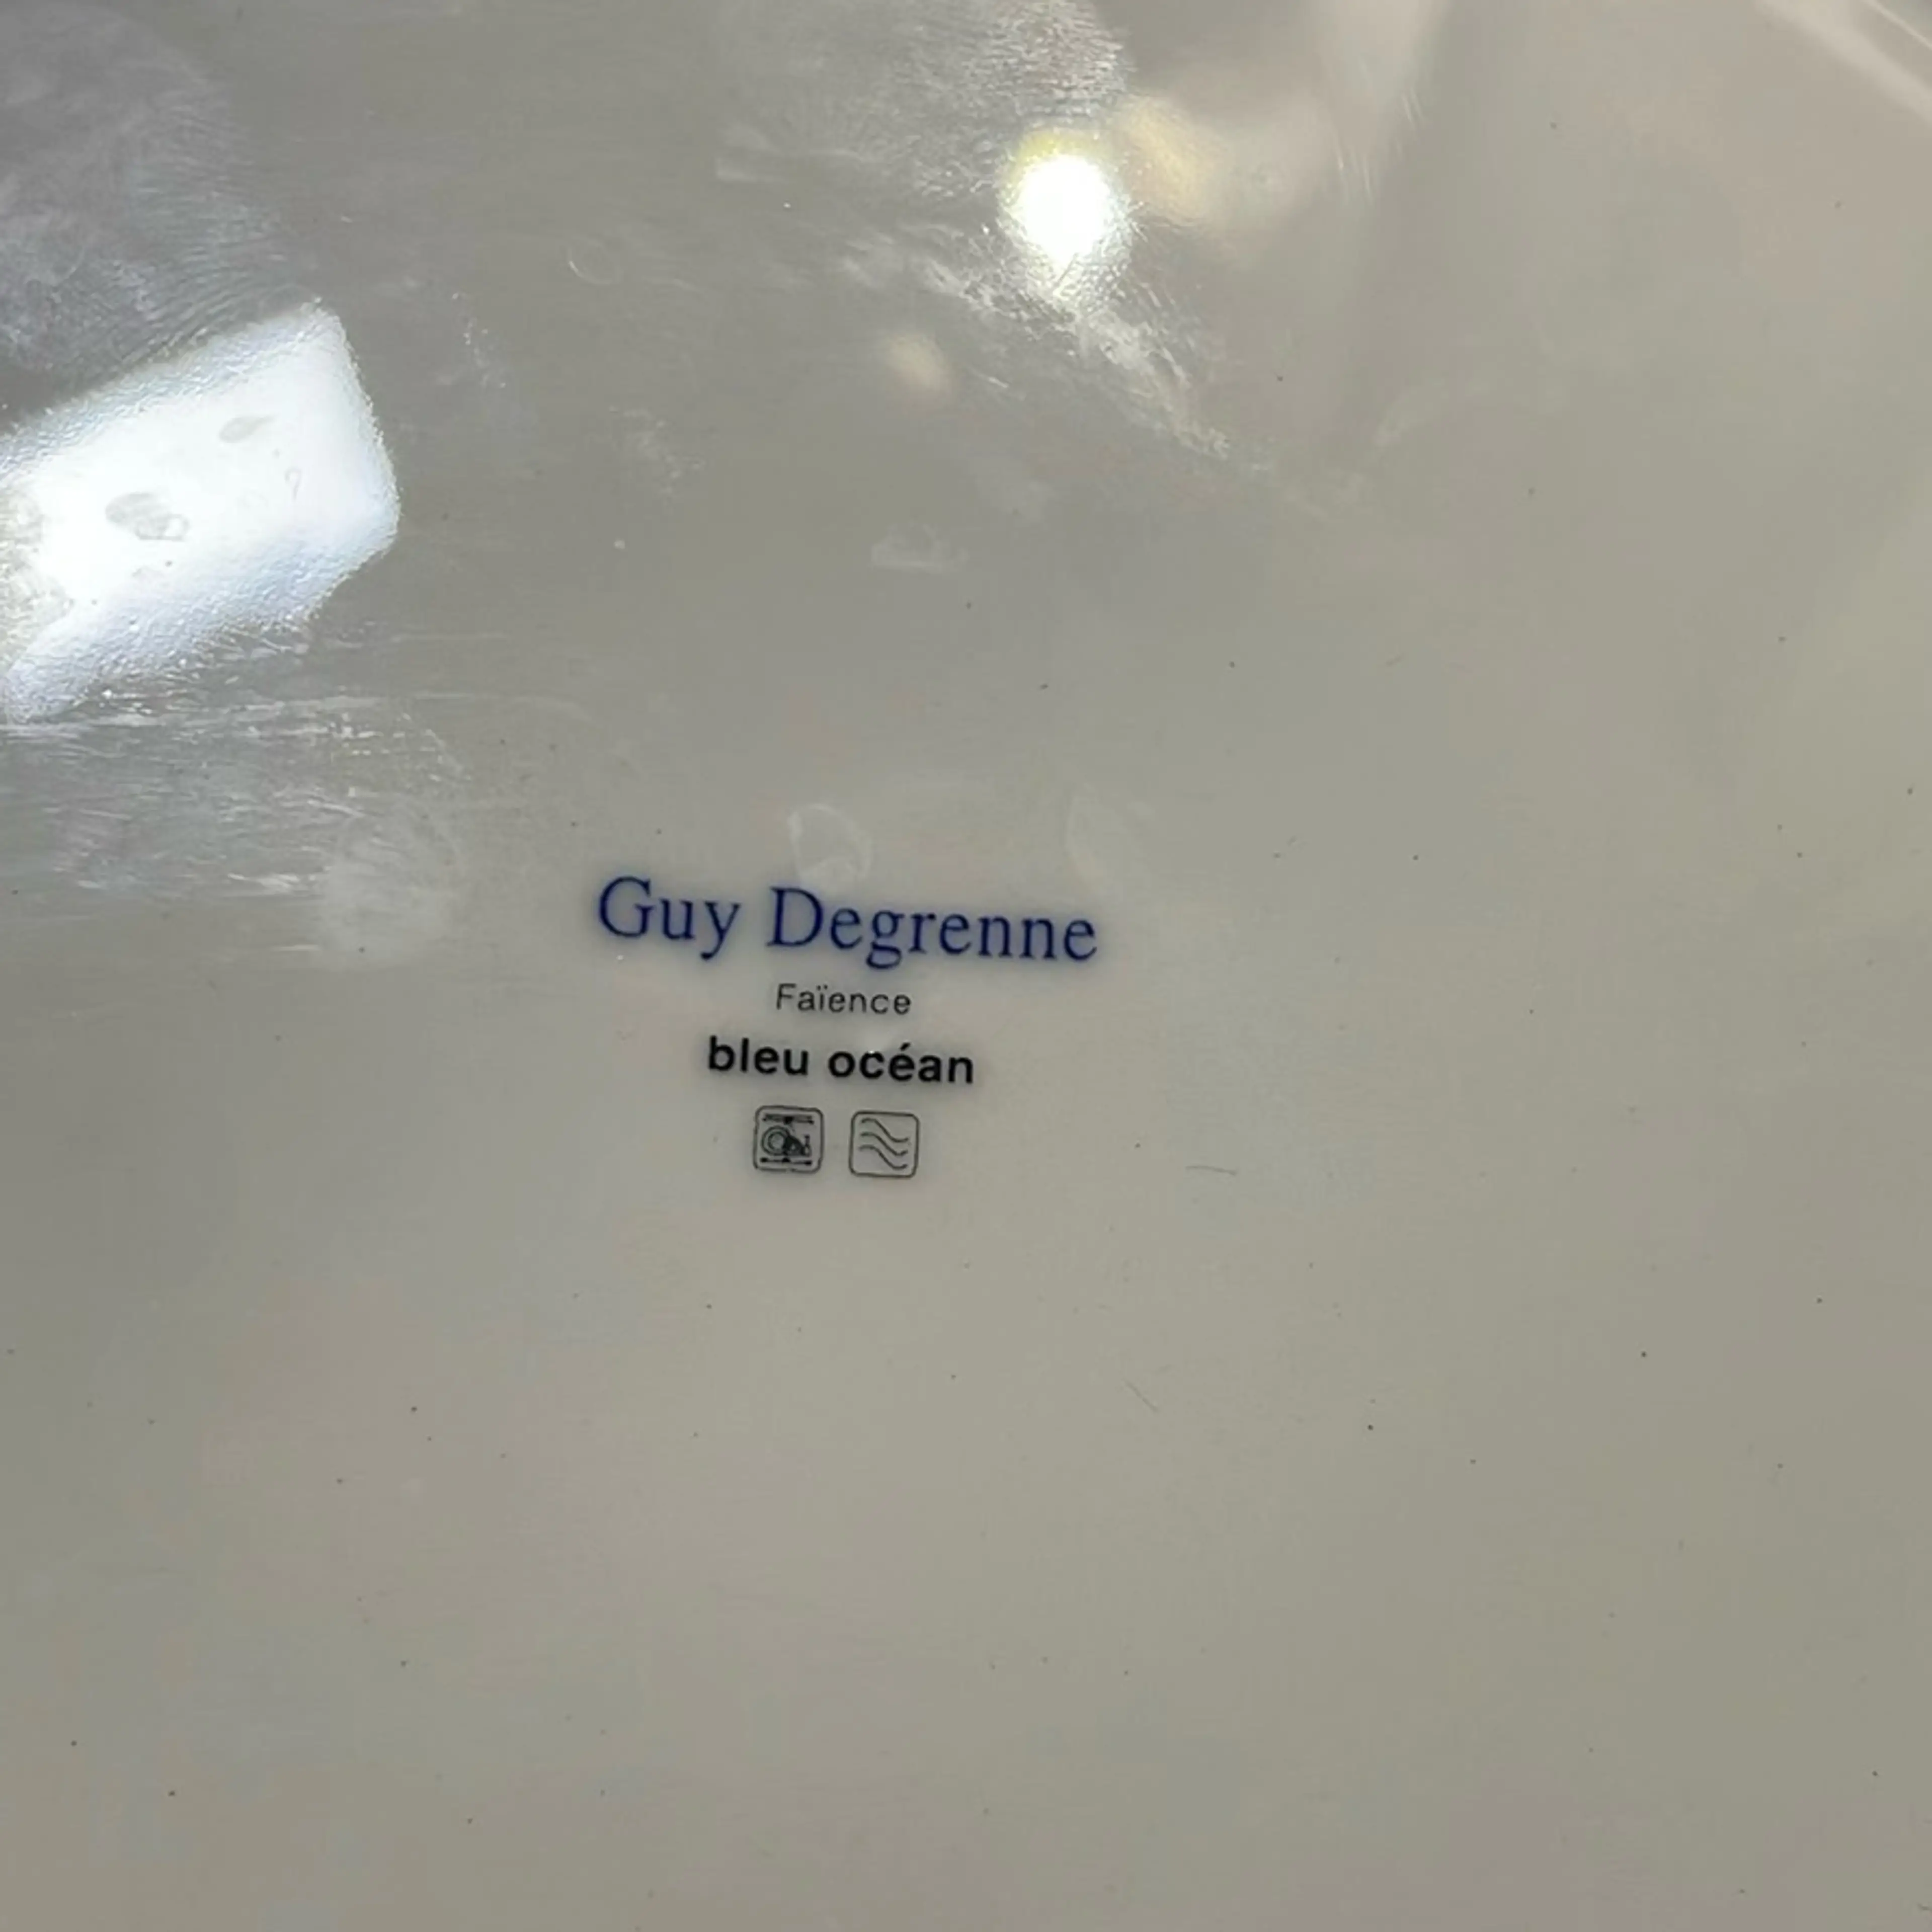 Guy Degrenne
Faïence
bleu océan